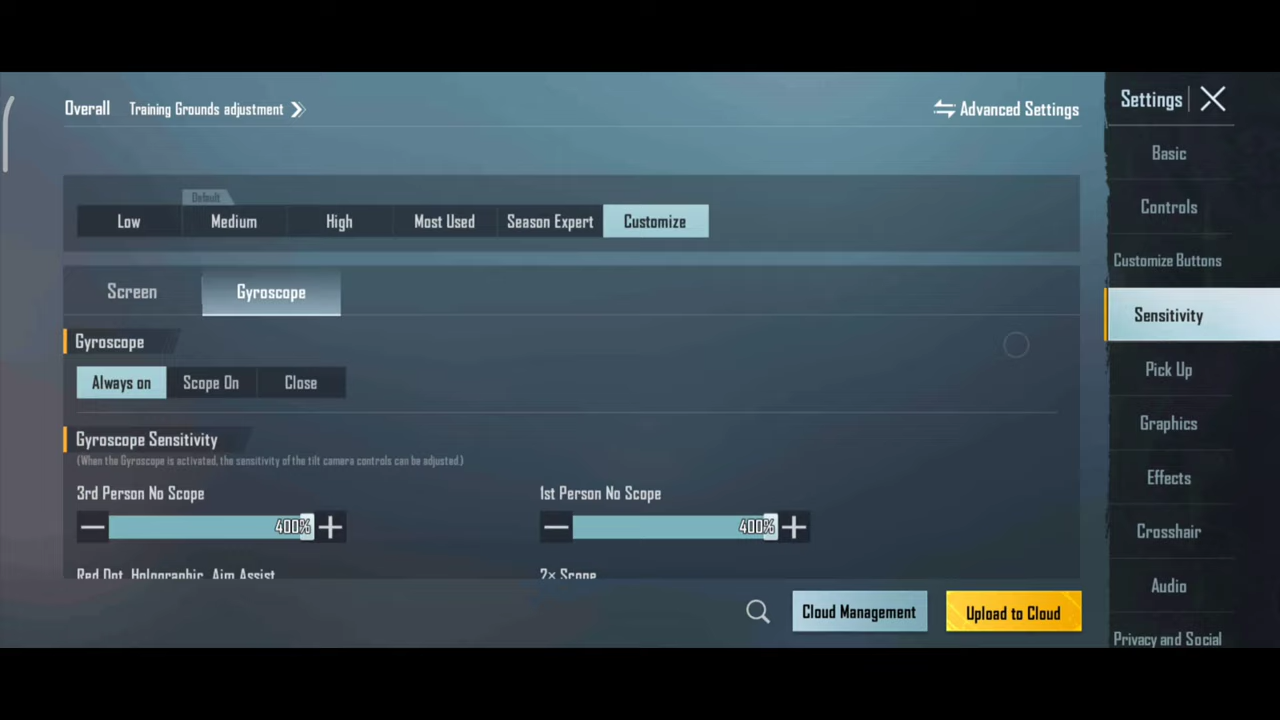 Overall Training Grounds adjustment
Advanced Settings
Settings
Default
Low Medium High Most Used Season Expert Customize
Screen Gyroscope
Gyroscope
Always on Scope On Close
Gyroscope Sensitivity
(When the Gyroscope is activated, the sensitivity of the tilt camera controls can be adjusted.)
3rd Person No Scope 1st Person No Scope
400% 400%
Red Dot, Holographic, Aim Assist 2x Scope
Cloud Management Upload to Cloud
Basic
Controls
Customize Buttons
Sensitivity
Pick Up
Graphics
Effects
Crosshair
Audio
Privacy and Social